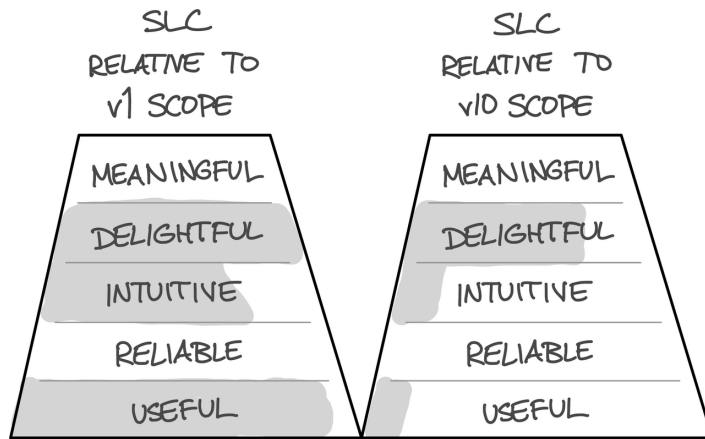 SLC
RELATIVE TO
v1 SCOPE
MEANINGFUL
DELIGHTFUL
INTUITIVE
RELIABLE
USEFUL
SLC
RELATIVE TO
v10 SCOPE
MEANINGFUL
DELIGHTFUL
INTUITIVE
RELIABLE
USEFUL